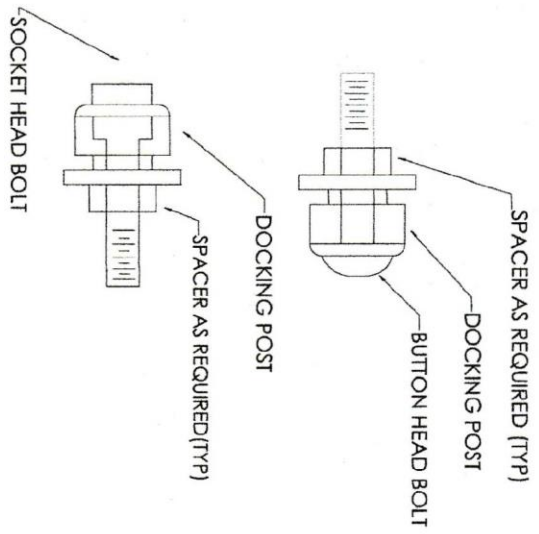 SPACER AS REQUIRED (TYP)
DOCKING POST
BUTTON HEAD BOLT
DOCKING POST
SPACER AS REQUIRED(TYP)
SOCKET HEAD BOLT